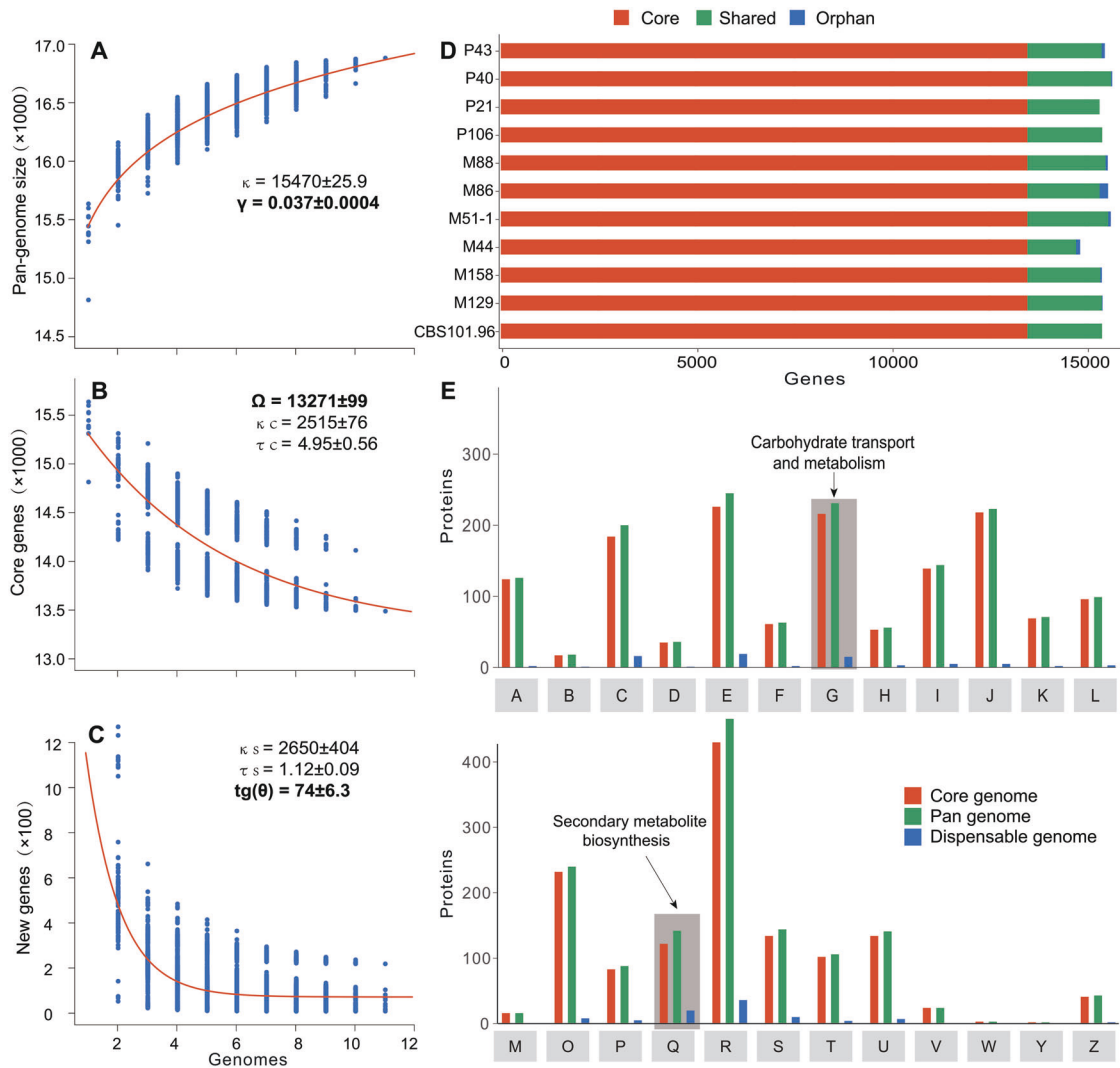 A
Pan-genome size (×1000)
17.0
16.5
16.0
15.5
15.0
14.5
κ = 15470±25.9
γ = 0.037±0.0004
B
Core genes (×1000)
15.5
15.0
14.5
14.0
13.5
13.0
Ω = 13271±99
κ c = 2515±76
τ c = 4.95±0.56
C
New genes (×100)
12
10
8
6
4
2
0
κ s = 2650±404
τ s = 1.12±0.09
tg(θ) = 74±6.3
2 4 6 8 10 12
Genomes
Core Shared Orphan
D
P43
P40
P21
P106
M88
M86
M51-1
M44
M158
M129
CBS101.96
0 5000 10000 15000
Genes
E
Proteins
300
200
100
0
Carbohydrate transport
and metabolism
A B C D E F G H I J K L
Proteins
400
300
200
100
0
Secondary metabolite
biosynthesis
Core genome
Pan genome
Dispensable genome
M O P Q R S T U V W Y Z